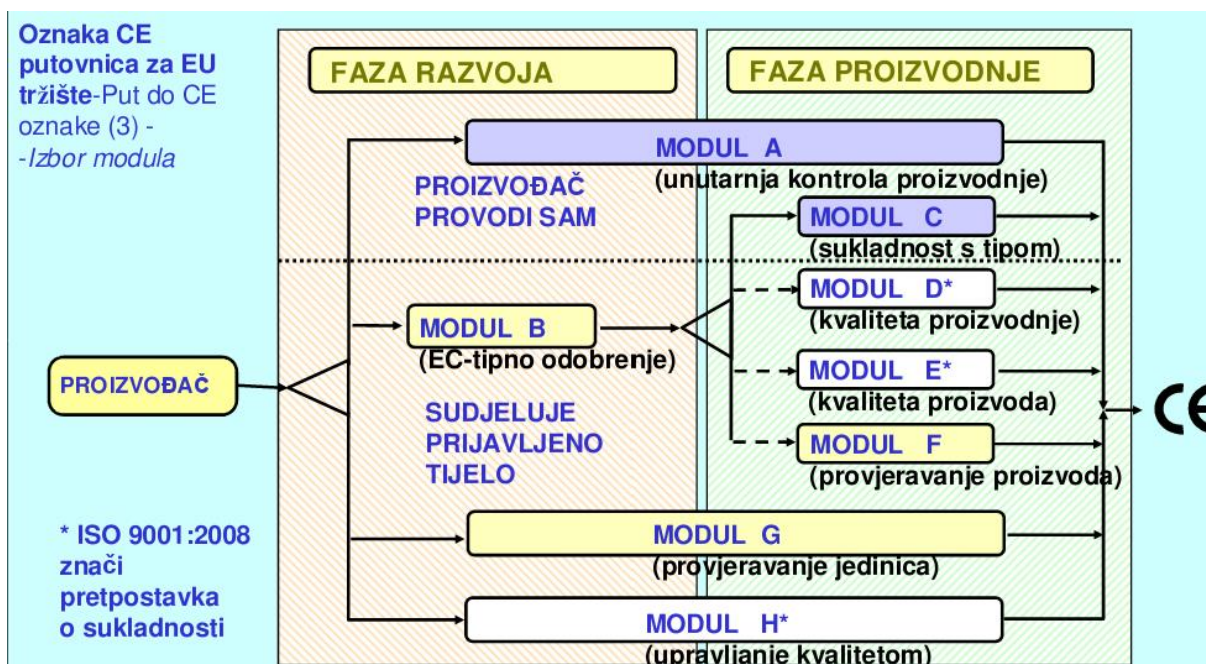 Oznaka CE
putovnica za EU
tržište-Put do CE
oznake (3) -
-Izbor modula
FAZA RAZVOJA
FAZA PROIZVODNJE
MODUL A
(unutarnja kontrola proizvodnje)
PROIZVOĐAČ
PROVODI SAM
MODUL C
(sukladnost s tipom)
MODUL B
(EC-tipno odobrenje)
MODUL D*
(kvaliteta proizvodnje)
PROIZVOĐAČ
MODUL E*
(kvaliteta proizvoda)
SUDJELUJE
PRIJAVLJENO
TIJELO
MODUL F
(provjeravanje proizvoda)
CE
* ISO 9001:2008
znači
pretpostavka
o sukladnosti
MODUL G
(provjeravanje jedinica)
MODUL H*
(upravljanje kvalitetom)